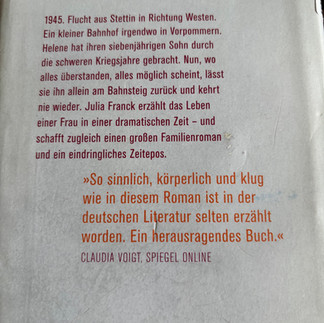 1945. Flucht aus Stettin in Richtung Westen.
Ein kleiner Bahnhof irgendwo in Vorpommern.
Helene hat ihren siebenjährigen Sohn durch
die schweren Kriegsjahre gebracht. Nun, wo
alles überstanden, alles möglich scheint, lässt
sie ihn allein am Bahnsteig zurück und kehrt
nie wieder. Julia Franck erzählt das Leben
einer Frau in einer dramatischen Zeit – und
schafft zugleich einen großen Familienroman
und ein eindringliches Zeitepos.
»So sinnlich, körperlich und klug
wie in diesem Roman ist in der
deutschen Literatur selten erzählt
worden. Ein herausragendes Buch.«
CLAUDIA VOIGT, SPIEGEL ONLINE